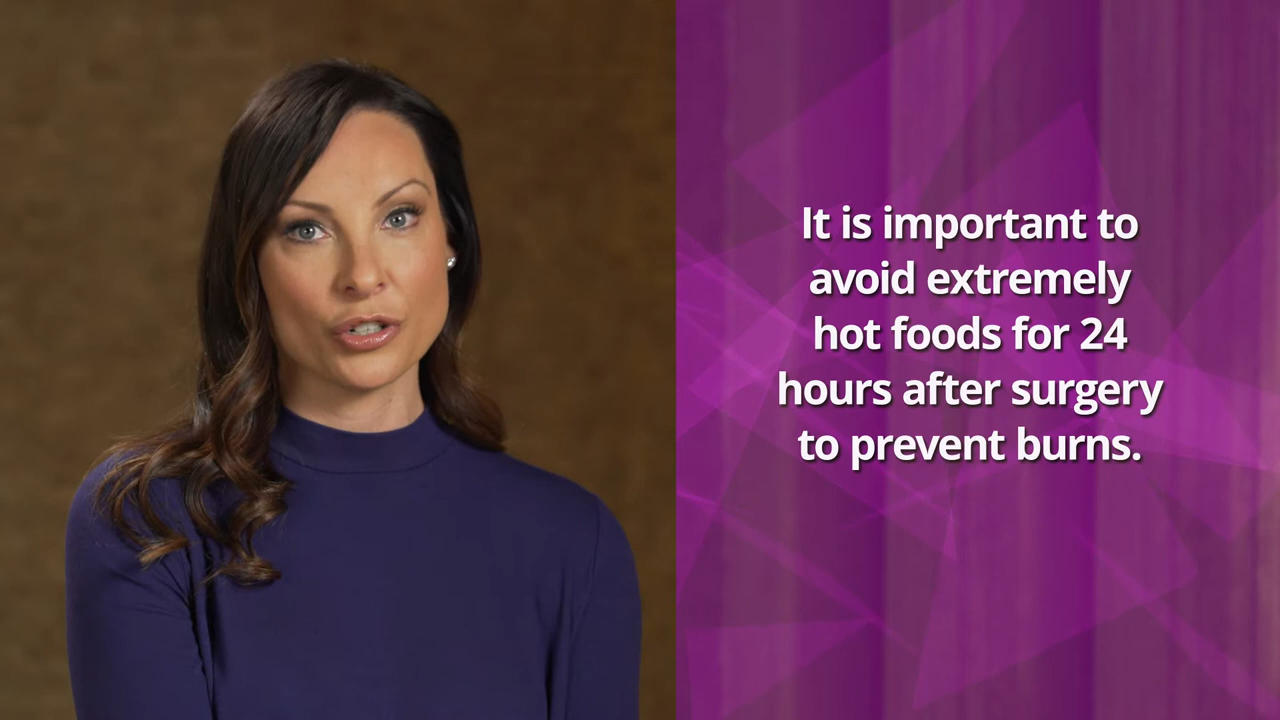 It is important to
avoid extremely
hot foods for 24
hours after surgery
to prevent burns.